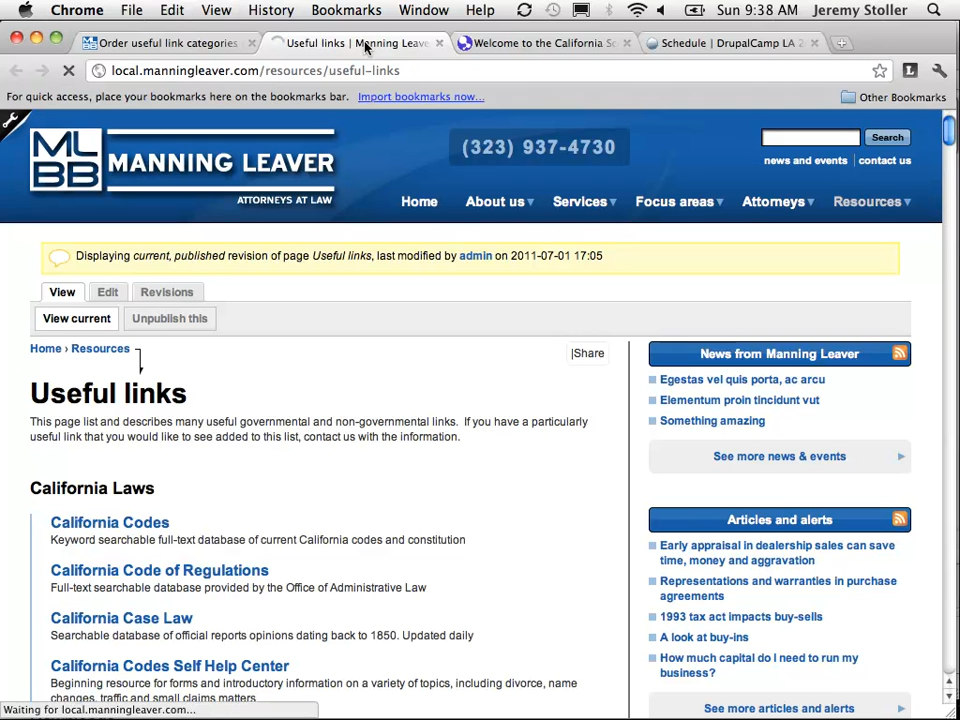 Chrome File Edit View History Bookmarks Window Help Sun 9:38 AM Jeremy Stoller
Order useful link categories Useful links | Manning Leave Welcome to the California Se Schedule | DrupalCamp LA 2
local.manningleaver.com/resources/useful-links
For quick access, place your bookmarks here on the bookmarks bar. Import bookmarks now... Other Bookmarks
ML
BB
MANNING LEAVER
ATTORNEYS AT LAW
(323) 937-4730
Search
news and events | contact us
Home About us Services Focus areas Attorneys Resources
Displaying current, published revision of page Useful links, last modified by admin on 2011-07-01 17:05
View Edit Revisions
View current Unpublish this
Home › Resources
|Share
Useful links
This page list and describes many useful governmental and non-governmental links. If you have a particularly
useful link that you would like to see added to this list, contact us with the information.
California Laws
California Codes
Keyword searchable full-text database of current California codes and constitution
California Code of Regulations
Full-text searchable database provided by the Office of Administrative Law
California Case Law
Searchable database of official reports opinions dating back to 1850. Updated daily
California Codes Self Help Center
Beginning resource for forms and introductory information on a variety of topics, including divorce, name
changes, traffic and small claims matters
News from Manning Leaver
Egestas vel quis porta, ac arcu
Elementum proin tincidunt vut
Something amazing
See more news & events
Articles and alerts
Early appraisal in dealership sales can save
time, money and aggravation
Representations and warranties in purchase
agreements
1993 tax act impacts buy-sells
A look at buy-ins
How much capital do I need to run my
business?
See more articles and alerts
Waiting for local.manningleaver.com...